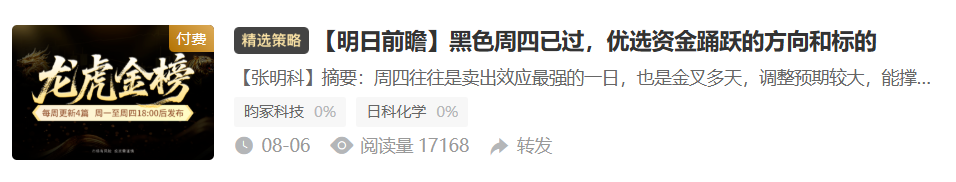 付费
龙虎金榜
每周更新4篇 周一至周四18:00后发布
精选策略 【明日前瞻】黑色周四已过，优选资金踊跃的方向和标的
【张明科】摘要：周四往往是卖出效应最强的一日，也是金叉多天，调整预期较大，能撑...
昀冢科技 0% 日科化学 0%
08-06 阅读量 17168 转发